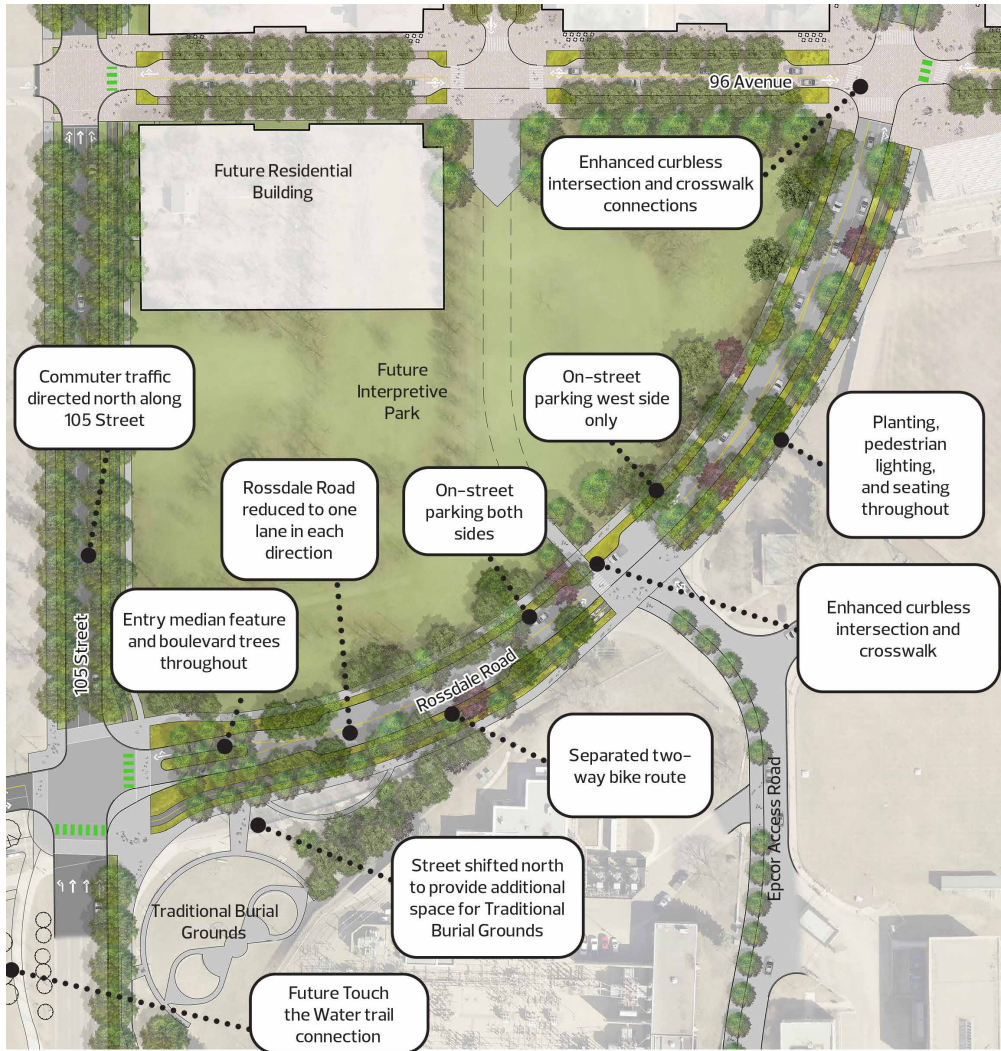 96 Avenue
Future Residential
Building
Enhanced curbless
intersection and crosswalk
connections
Commuter traffic
directed north along
105 Street
Future
Interpretive
Park
On-street
parking west side
only
Planting,
pedestrian
lighting,
and seating
throughout
Rossdale Road
reduced to one
lane in each
direction
On-street
parking both
sides
Enhanced curbless
intersection and
crosswalk
Entry median feature
and boulevard trees
throughout
105 Street
Rossdale Road
Separated two-
way bike route
Epcor Access Road
Street shifted north
to provide additional
space for Traditional
Burial Grounds
Traditional Burial
Grounds
Future Touch
the Water trail
connection